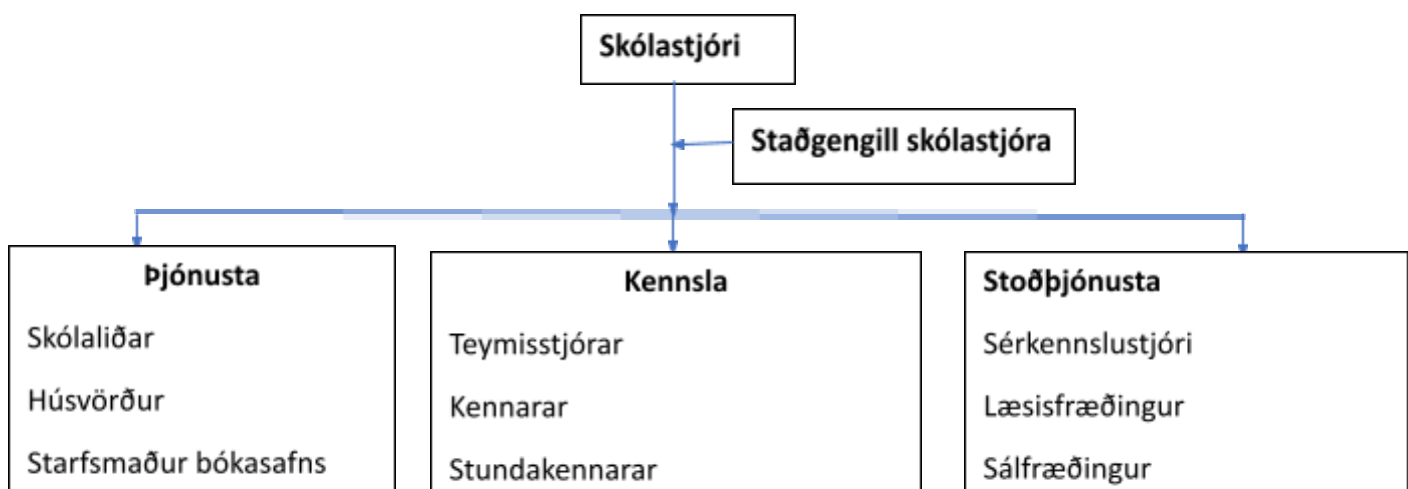 Skólastjóri
Staðgengill skólastjóra
Þjónusta
Skólaliðar
Húsvörður
Starfsmaður bókasafns
Kennsla
Teymisstjórar
Kennarar
Stundakennarar
Stoðþjónusta
Sérkennslustjóri
Læsisfræðingur
Sálfræðingur